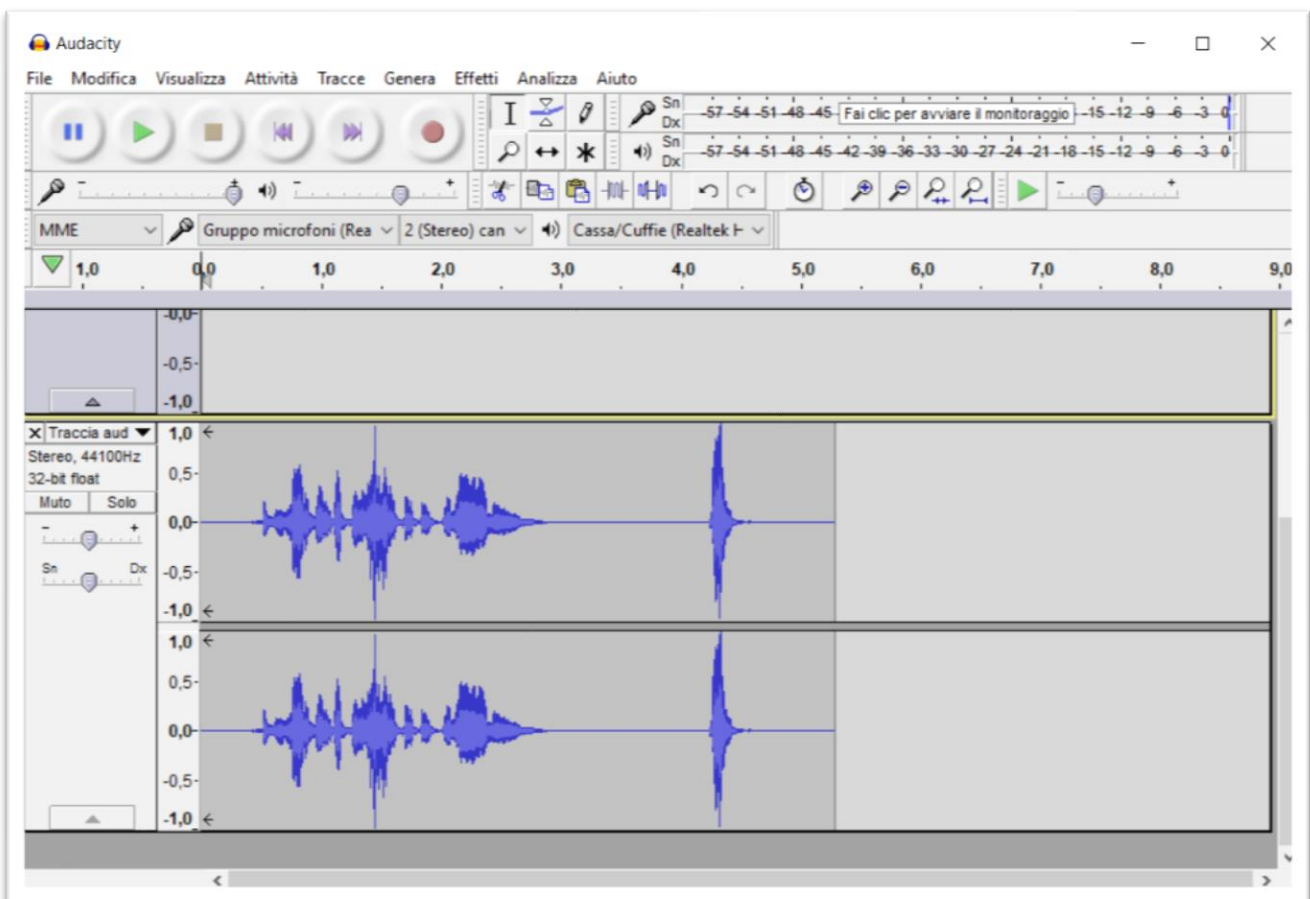 Audacity
File Modifica Visualizza Attività Tracce Genera Effetti Analizza Aiuto
Sn
Dx
-57 -54 -51 -48 -45 Fai clic per avviare il monitoraggio -15 -12 -9 -6 -3 0
Sn
Dx
-57 -54 -51 -48 -45 -42 -39 -36 -33 -30 -27 -24 -21 -18 -15 -12 -9 -6 -3 0
- + - +
- +
MME Gruppo microfoni (Rea 2 (Stereo) can Cassa/Cuffie (Realtek H
1,0 0,0 1,0 2,0 3,0 4,0 5,0 6,0 7,0 8,0 9,0
-0,0-
-0,5-
-1,0
X Traccia aud
Stereo, 44100Hz
32-bit float
Muto Solo
- +
Sn Dx
1,0
0,5-
0,0-
-0,5-
-1,0
1,0
0,5-
0,0-
-0,5-
-1,0